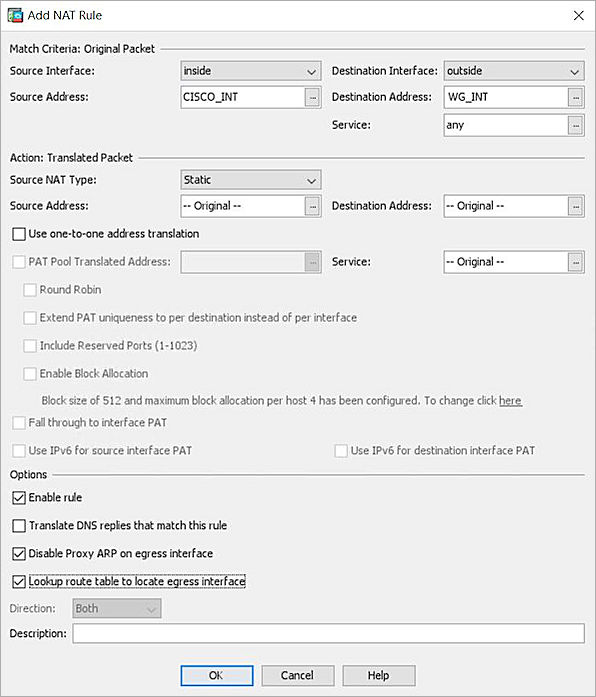 Add NAT Rule
Match Criteria: Original Packet
Source Interface: inside Destination Interface: outside
Source Address: CISCO_INT ... Destination Address: WG_INT ...
Service: any ...
Action: Translated Packet
Source NAT Type: Static
Source Address: -- Original -- ... Destination Address: -- Original -- ...
Use one-to-one address translation
PAT Pool Translated Address: ... Service: -- Original -- ...
Round Robin
Extend PAT uniqueness to per destination instead of per interface
Include Reserved Ports (1-1023)
Enable Block Allocation
Block size of 512 and maximum block allocation per host 4 has been configured. To change click here
Fall through to interface PAT
Use IPv6 for source interface PAT Use IPv6 for destination interface PAT
Options
Enable rule
Translate DNS replies that match this rule
Disable Proxy ARP on egress interface
Lookup route table to locate egress interface
Direction: Both
Description:
OK Cancel Help